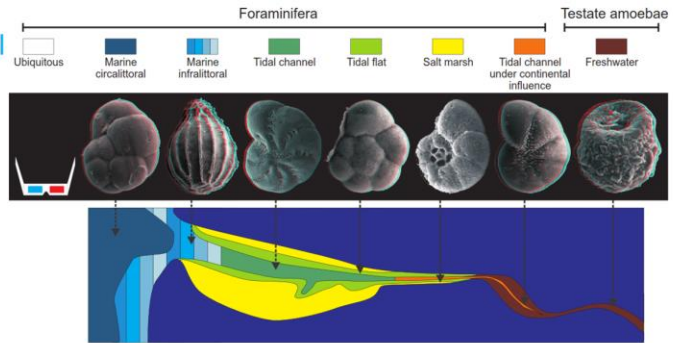 Foraminifera
Testate amoebae
Ubiquitous
Marine
circalittoral
Marine
infralittoral
Tidal channel
Tidal flat
Salt marsh
Tidal channel
under continental
influence
Freshwater